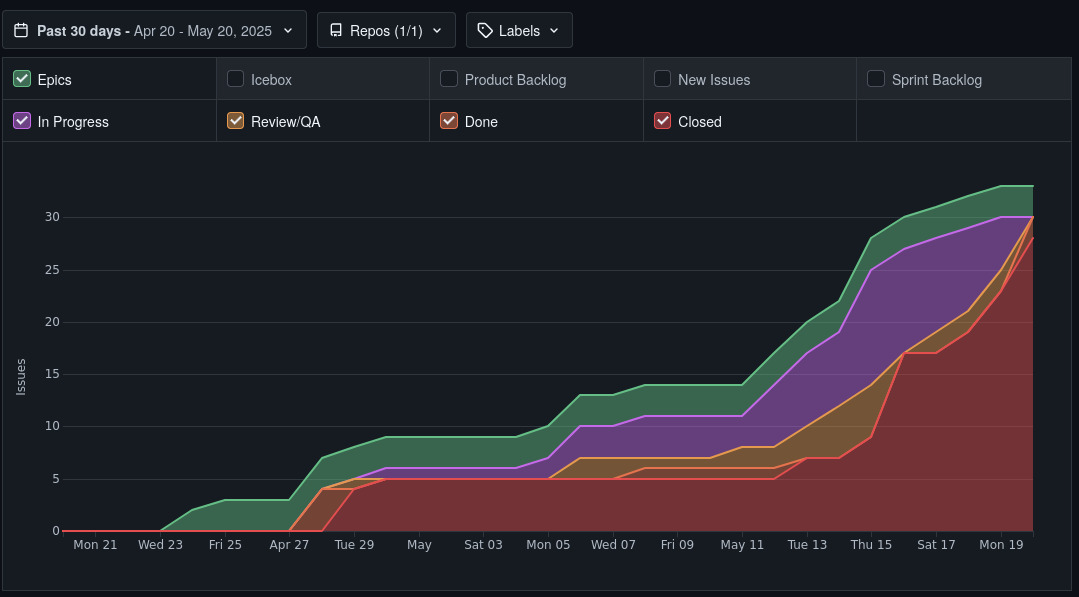 Past 30 days - Apr 20 - May 20, 2025 Repos (1/1) Labels
Epics Icebox Product Backlog New Issues Sprint Backlog
In Progress Review/QA Done Closed
30
25
20
15
10
5
0
Issues
Mon 21 Wed 23 Fri 25 Apr 27 Tue 29 May Sat 03 Mon 05 Wed 07 Fri 09 May 11 Tue 13 Thu 15 Sat 17 Mon 19